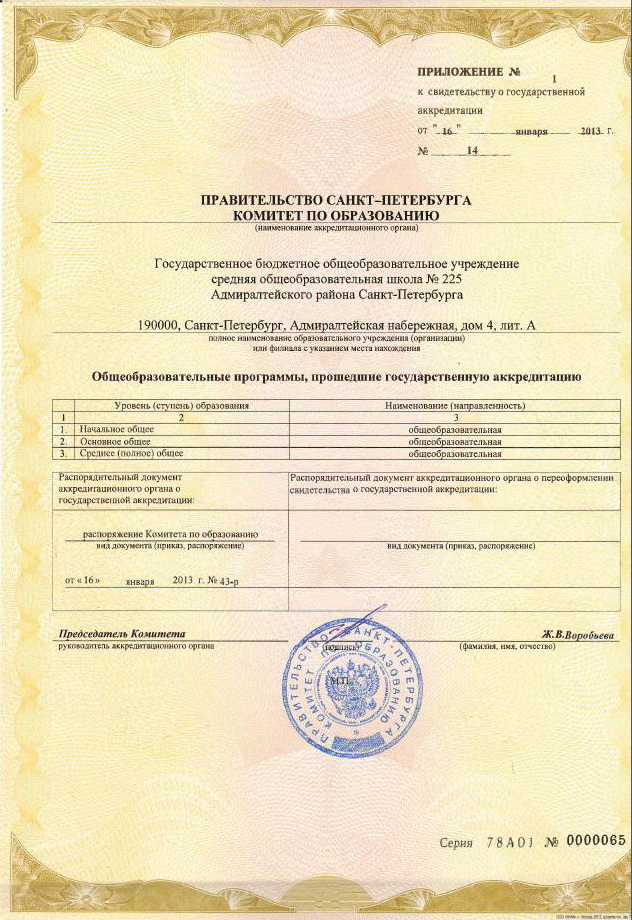 ПРИЛОЖЕНИЕ № 1
к свидетельству о государственной
аккредитации
от "16" января 2013 г.
№ 14
ПРАВИТЕЛЬСТВО САНКТ–ПЕТЕРБУРГА
КОМИТЕТ ПО ОБРАЗОВАНИЮ
(наименование аккредитационного органа)
Государственное бюджетное общеобразовательное учреждение
средняя общеобразовательная школа № 225
Адмиралтейского района Санкт-Петербурга
190000, Санкт-Петербург, Адмиралтейская набережная, дом 4, лит. А
полное наименование образовательного учреждения (организации)
или филиала с указанием места нахождения
Общеобразовательные программы, прошедшие государственную аккредитацию
Уровень (ступень) образования Наименование (направленность)
1 2 3
1. Начальное общее общеобразовательная
2. Основное общее общеобразовательная
3. Среднее (полное) общее общеобразовательная
Распорядительный документ
аккредитационного органа о
государственной аккредитации:
Распорядительный документ аккредитационного органа о переоформлении
свидетельства о государственной аккредитации:
распоряжение Комитета по образованию
вид документа (приказ, распоряжение) вид документа (приказ, распоряжение)
от «16» января 2013 г. № 43-р
Председатель Комитета Ж.В.Воробьева
руководитель аккредитационного органа (подпись) (фамилия, имя, отчество)
М.П.
ПРАВИТЕЛЬСТВО САНКТ-ПЕТЕРБУРГА
КОМИТЕТ ПО ОБРАЗОВАНИЮ
Серия 78А01 № 0000065